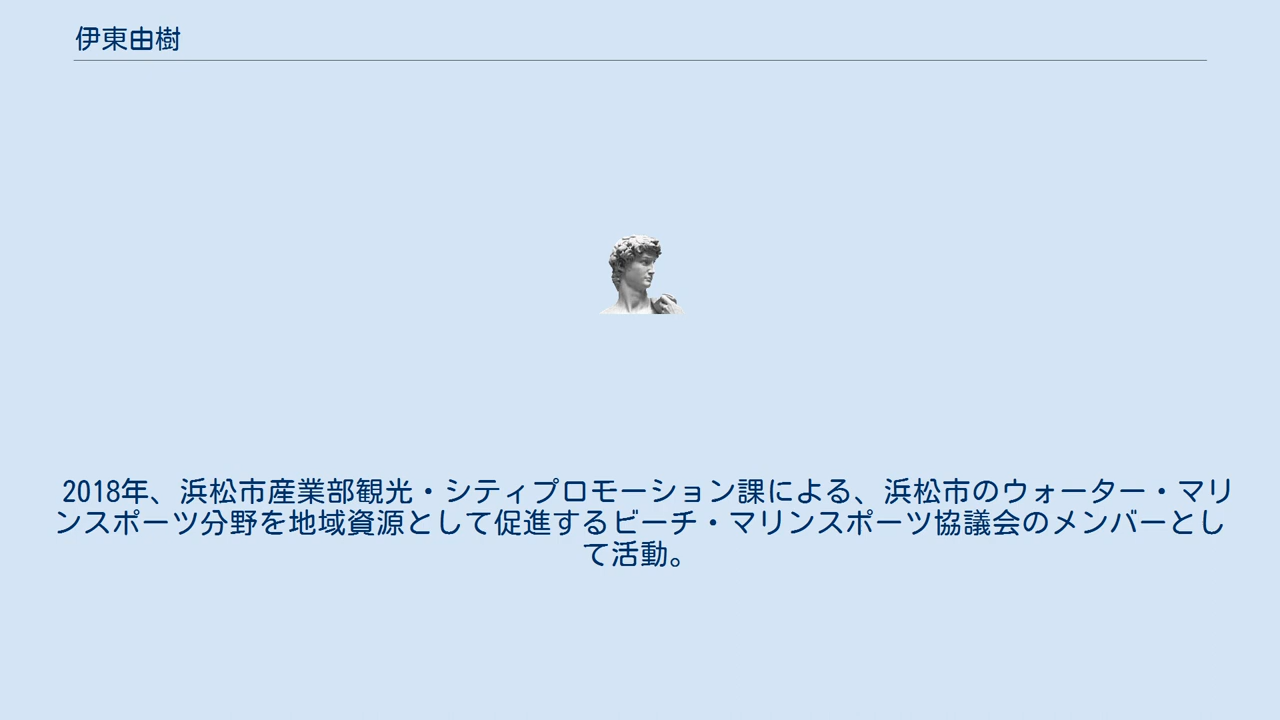 伊東由樹
2018年、浜松市産業部観光・シティプロモーション課による、浜松市のウォーター・マリ
ンスポーツ分野を地域資源として促進するビーチ・マリンスポーツ協議会のメンバーとし
て活動。